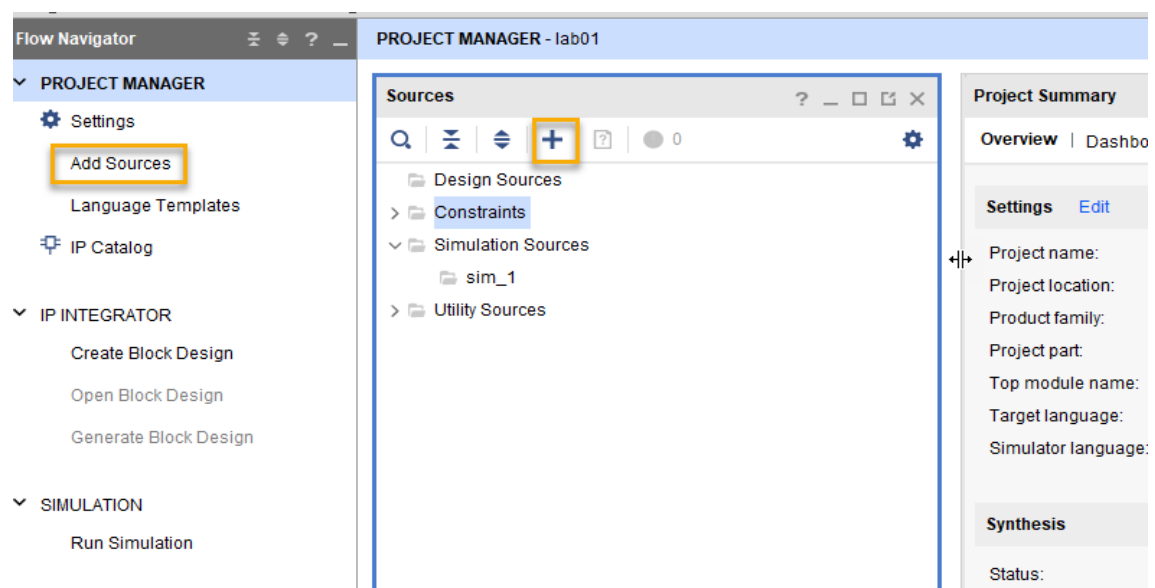 Flow Navigator
PROJECT MANAGER
Settings
Add Sources
Language Templates
IP Catalog
IP INTEGRATOR
Create Block Design
Open Block Design
Generate Block Design
SIMULATION
Run Simulation
PROJECT MANAGER - lab01
Sources
0
Design Sources
Constraints
Simulation Sources
sim_1
Utility Sources
Project Summary
Overview | Dashbo
Settings Edit
Project name:
Project location:
Product family:
Project part:
Top module name:
Target language:
Simulator language:
Synthesis
Status: